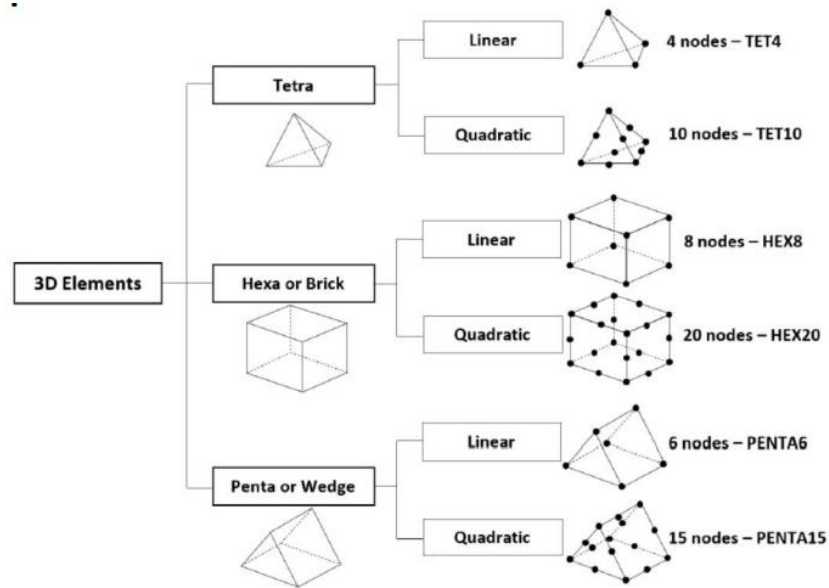 Linear
4 nodes – TET4
Tetra
Quadratic
10 nodes – TET10
Linear
8 nodes – HEX8
3D Elements
Hexa or Brick
Quadratic
20 nodes – HEX20
Linear
6 nodes – PENTA6
Penta or Wedge
Quadratic
15 nodes – PENTA15